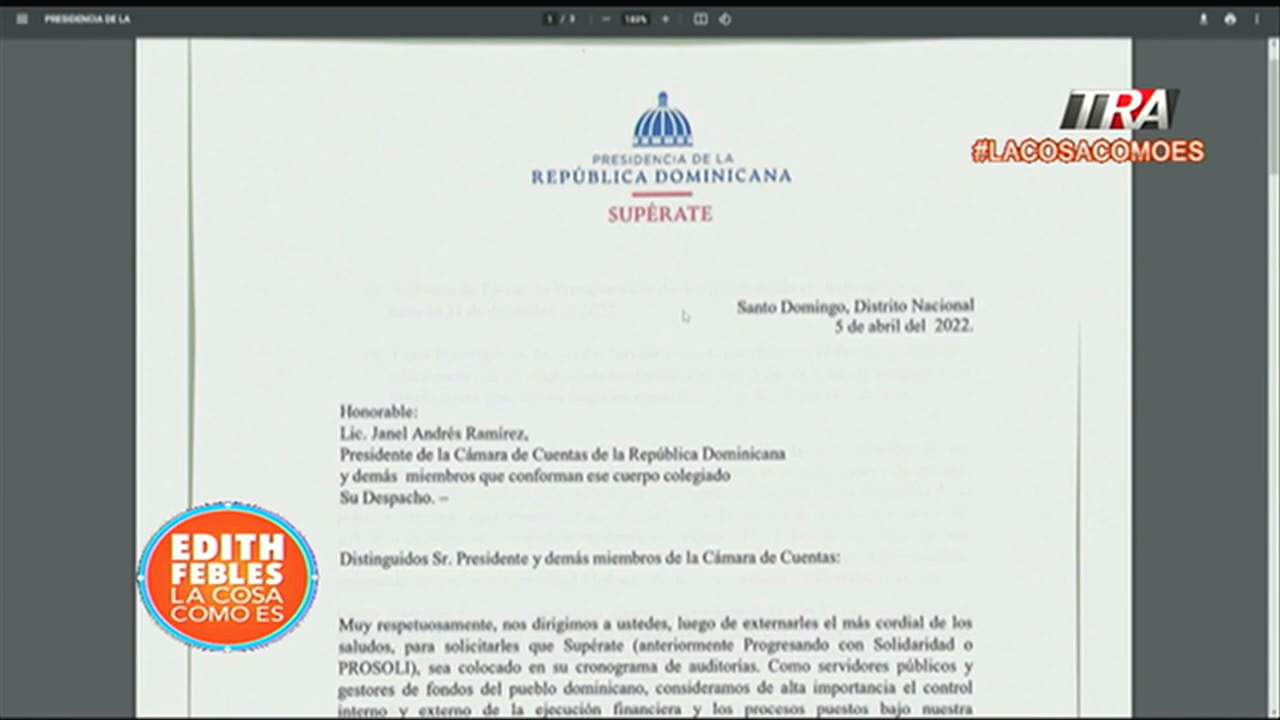 PRESIDENCIA DE LA
180%
TRA
#LACOSACOMOES
PRESIDENCIA DE LA
REPÚBLICA DOMINICANA
SUPÉRATE
Santo Domingo, Distrito Nacional
5 de abril del 2022.
Honorable:
Lic. Janel Andrés Ramírez,
Presidente de la Cámara de Cuentas de la República Dominicana
y demás miembros que conforman ese cuerpo colegiado
Su Despacho. –
Distinguidos Sr. Presidente y demás miembros de la Cámara de Cuentas:
Muy respetuosamente, nos dirigimos a ustedes, luego de externarles el más cordial de los
saludos, para solicitarles que Supérate (anteriormente Progresando con Solidaridad o
PROSOLI), sea colocado en su cronograma de auditorías. Como servidores públicos y
gestores de fondos del pueblo dominicano, consideramos de alta importancia el control
interno y externo de la ejecución financiera y los procesos puestos bajo nuestra
EDITH
FEBLES
LA COSA
COMO ES